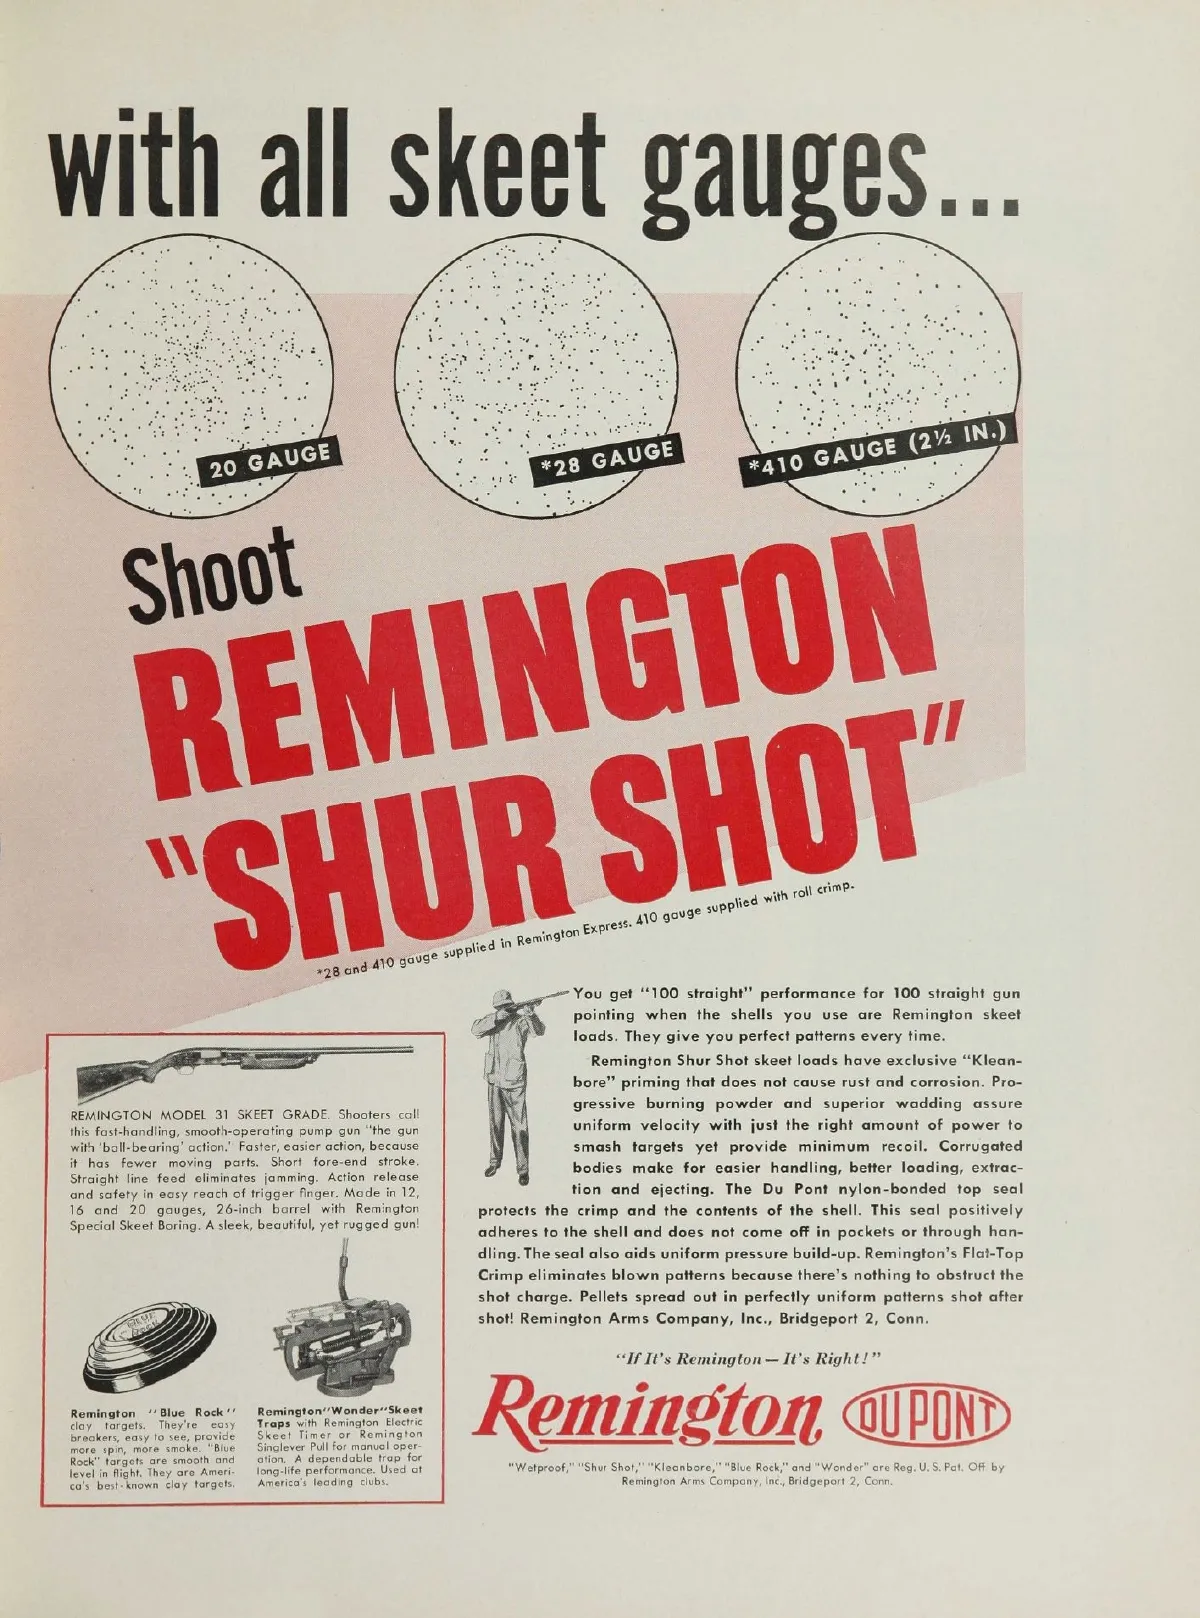 with all skeet gauges...
20 GAUGE
*28 GAUGE
*410 GAUGE (2½ IN.)
Shoot
REMINGTON
"SHUR SHOT"
*28 and 410 gauge supplied in Remington Express. 410 gauge supplied with roll crimp.
You get "100 straight" performance for 100 straight gun
pointing when the shells you use are Remington skeet
loads. They give you perfect patterns every time.
Remington Shur Shot skeet loads have exclusive "Klean-
bore" priming that does not cause rust and corrosion. Pro-
gressive burning powder and superior wadding assure
uniform velocity with just the right amount of power to
smash targets yet provide minimum recoil. Corrugated
bodies make for easier handling, better loading, extrac-
tion and ejecting. The Du Pont nylon-bonded top seal
protects the crimp and the contents of the shell. This seal positively
adheres to the shell and does not come off in pockets or through han-
dling. The seal also aids uniform pressure build-up. Remington's Flat-Top
Crimp eliminates blown patterns because there's nothing to obstruct the
shot charge. Pellets spread out in perfectly uniform patterns shot after
shot! Remington Arms Company, Inc., Bridgeport 2, Conn.
"If It's Remington—It's Right!"
Remington
DU PONT
"Wetproof," "Shur Shot," "Kleanbore," "Blue Rock," and "Wonder" are Reg. U. S. Pat. Off. by
Remington Arms Company, Inc., Bridgeport 2, Conn.
REMINGTON MODEL 31 SKEET GRADE. Shooters call
this fast-handling, smooth-operating pump gun "the gun
with 'ball-bearing' action." Faster, easier action, because
it has fewer moving parts. Short fore-end stroke.
Straight line feed eliminates jamming. Action release
and safety in easy reach of trigger finger. Made in 12,
16 and 20 gauges, 26-inch barrel with Remington
Special Skeet Boring. A sleek, beautiful, yet rugged gun!
BLUE
ROCK
Remington "Blue Rock"
clay targets. They're easy
breakers, easy to see, provide
more spin, more smoke. "Blue
Rock" targets are smooth and
level in flight. They are Ameri-
ca's best-known clay targets.
Remington "Wonder" Skeet
Traps with Remington Electric
Skeet Timer or Remington
Singlever Pull for manual oper-
ation. A dependable trap for
long-life performance. Used at
America's leading clubs.